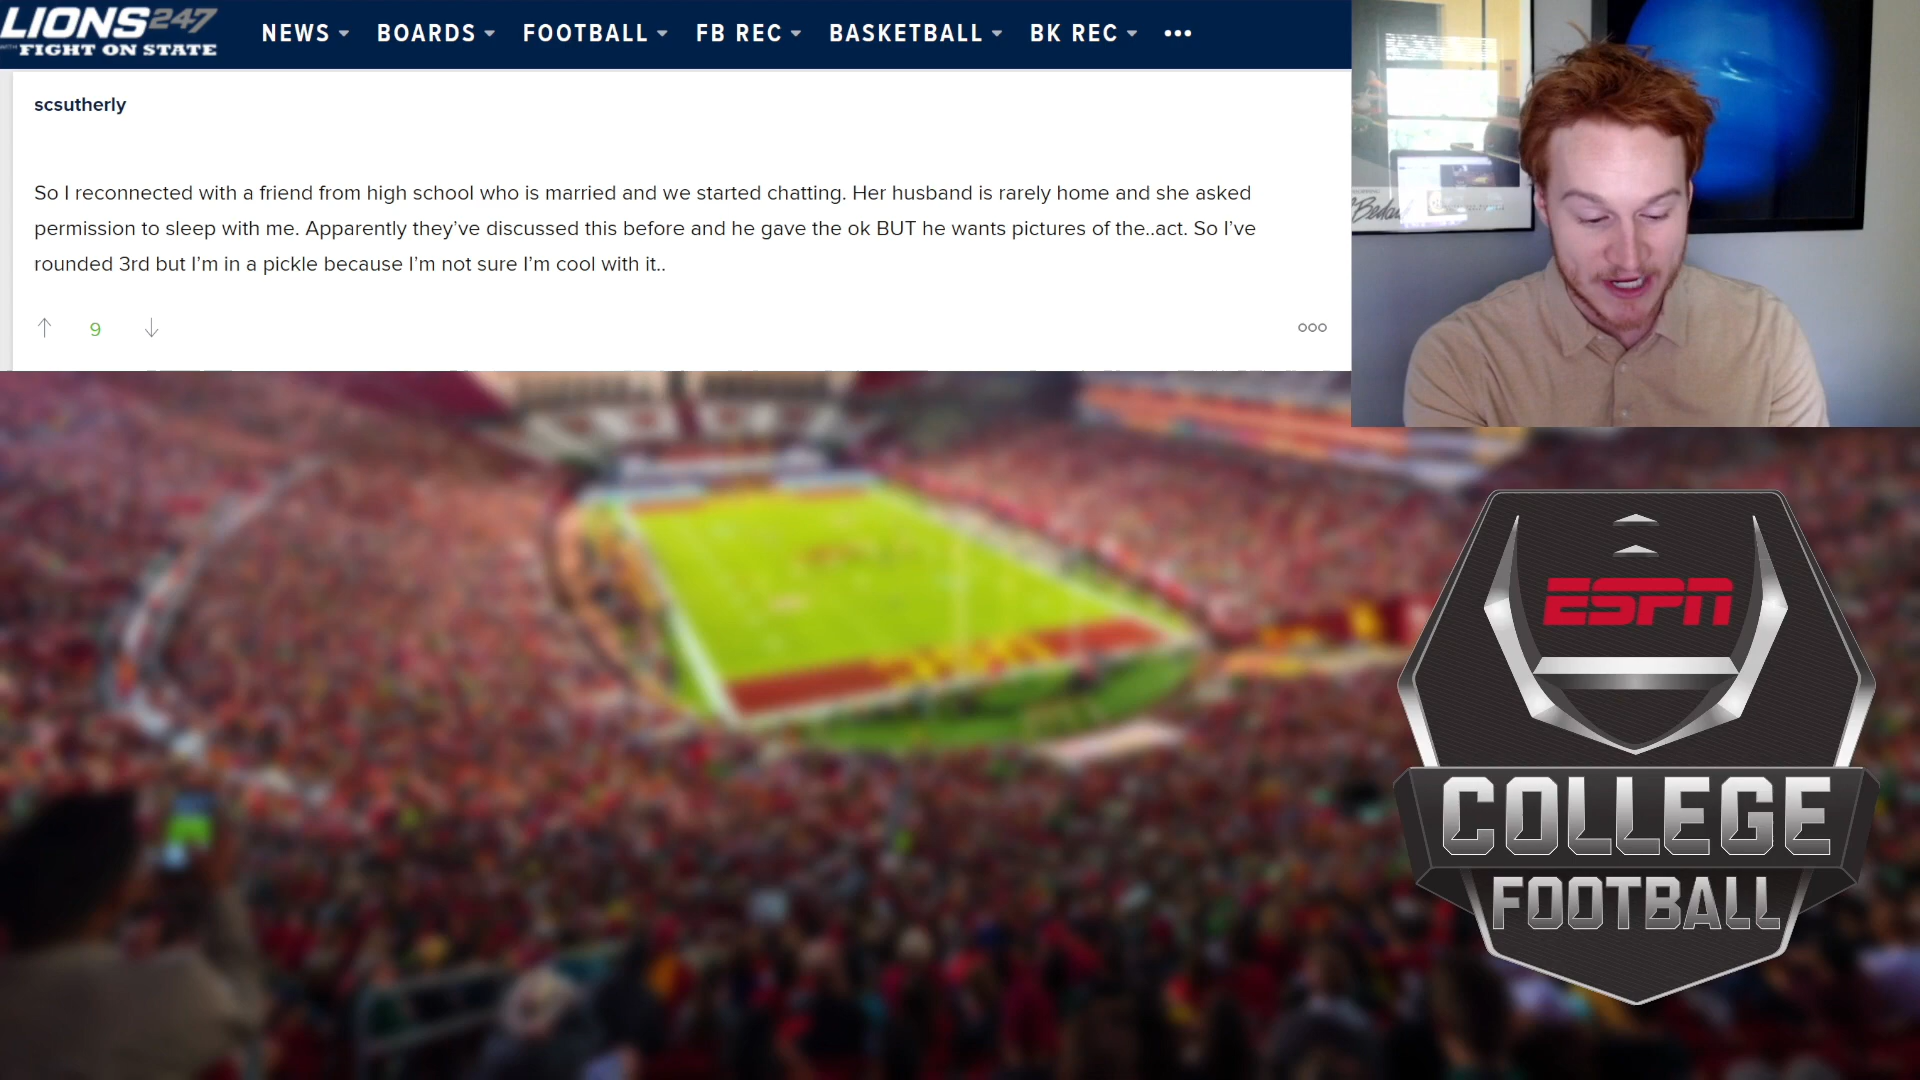 LIONS247
WITH FIGHT ON STATE
NEWS BOARDS FOOTBALL FB REC BASKETBALL BK REC
scsutherly
So I reconnected with a friend from high school who is married and we started chatting. Her husband is rarely home and she asked
permission to sleep with me. Apparently they’ve discussed this before and he gave the ok BUT he wants pictures of the..act. So I’ve
rounded 3rd but I’m in a pickle because I’m not sure I’m cool with it..
9
ESPN
COLLEGE
FOOTBALL